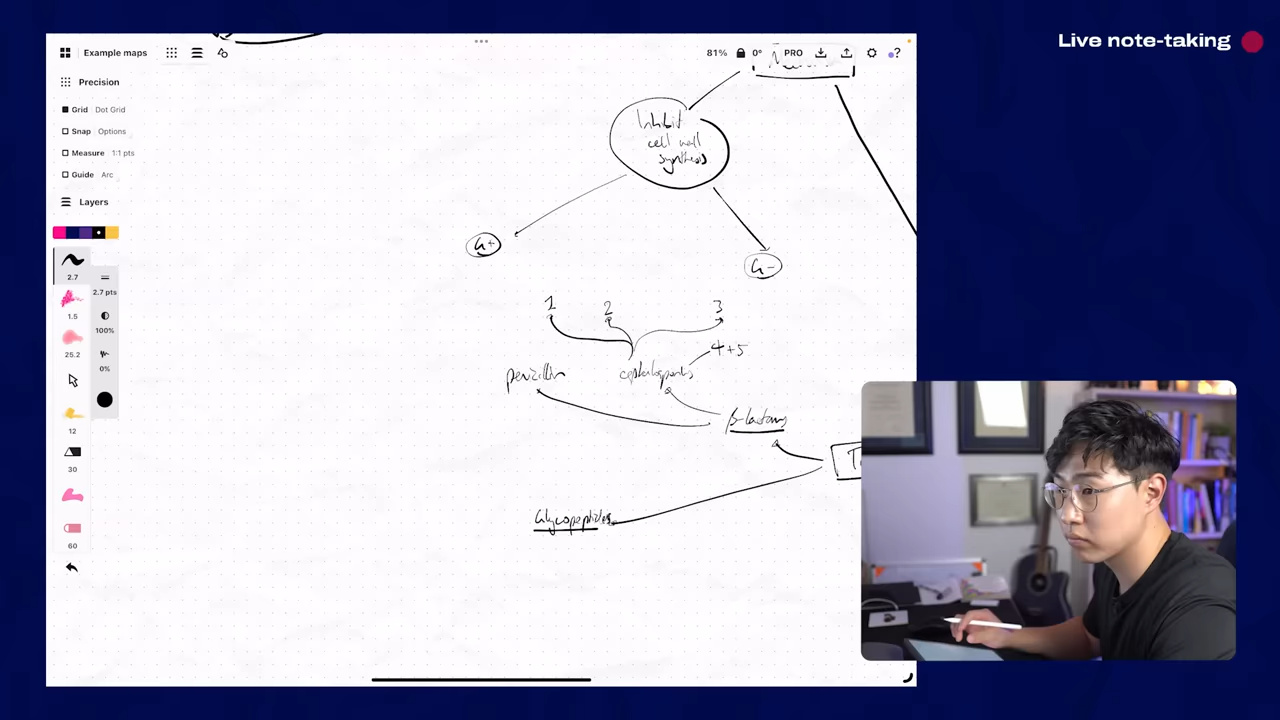 Live note-taking
Example maps
81%
0°
PRO
?
Precision
Grid Dot Grid
Snap Options
Measure 1:1 pts
Guide Arc
Layers
2.7
2.7 pts
1.5
100%
25.2
0%
12
30
60
Inhibit
cell wall
synthesis
G+
G-
1 2 3
4+5
β-lactams
Glycopeptides